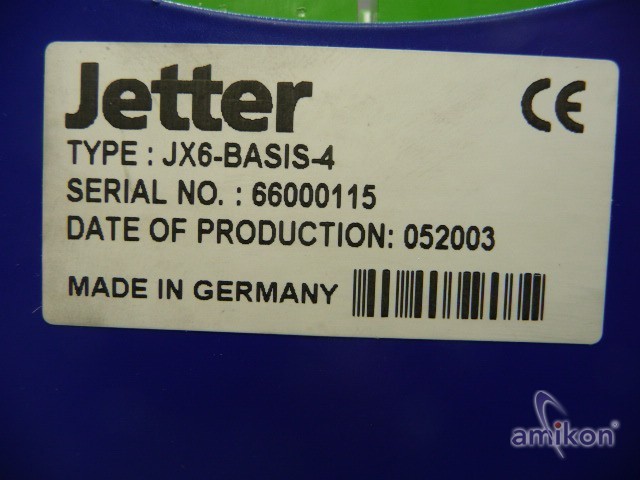 Jetter
CE
TYPE : JX6-BASIS-4
SERIAL NO. : 66000115
DATE OF PRODUCTION: 052003
MADE IN GERMANY
amikon